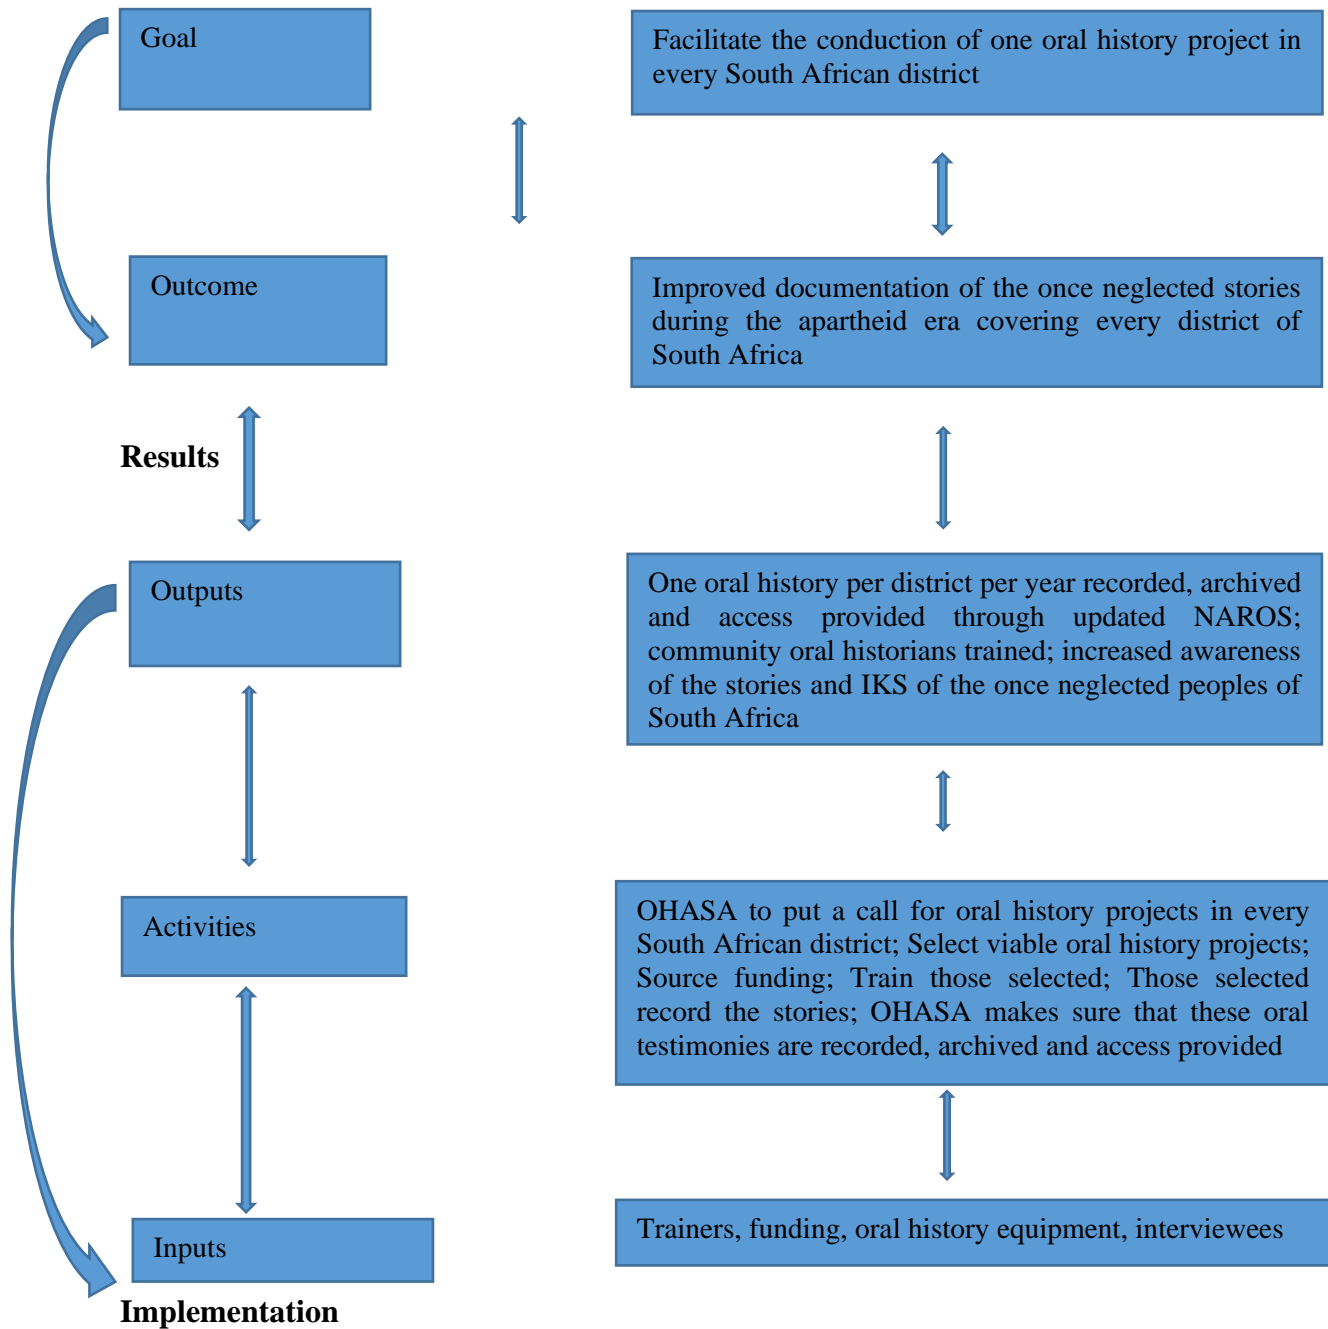 Goal
Facilitate the conduction of one oral history project in
every South African district
Outcome
Improved documentation of the once neglected stories
during the apartheid era covering every district of
South Africa
Results
Outputs
One oral history per district per year recorded, archived
and access provided through updated NAROS;
community oral historians trained; increased awareness
of the stories and IKS of the once neglected peoples of
South Africa
Activities
OHASA to put a call for oral history projects in every
South African district; Select viable oral history projects;
Source funding; Train those selected; Those selected
record the stories; OHASA makes sure that these oral
testimonies are recorded, archived and access provided
Inputs
Trainers, funding, oral history equipment, interviewees
Implementation